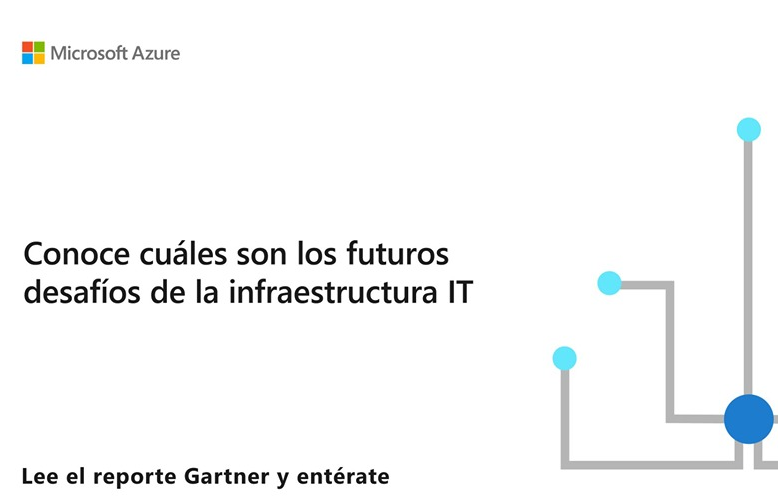 Microsoft Azure
Conoce cuáles son los futuros
desafíos de la infraestructura IT
Lee el reporte Gartner y entérate